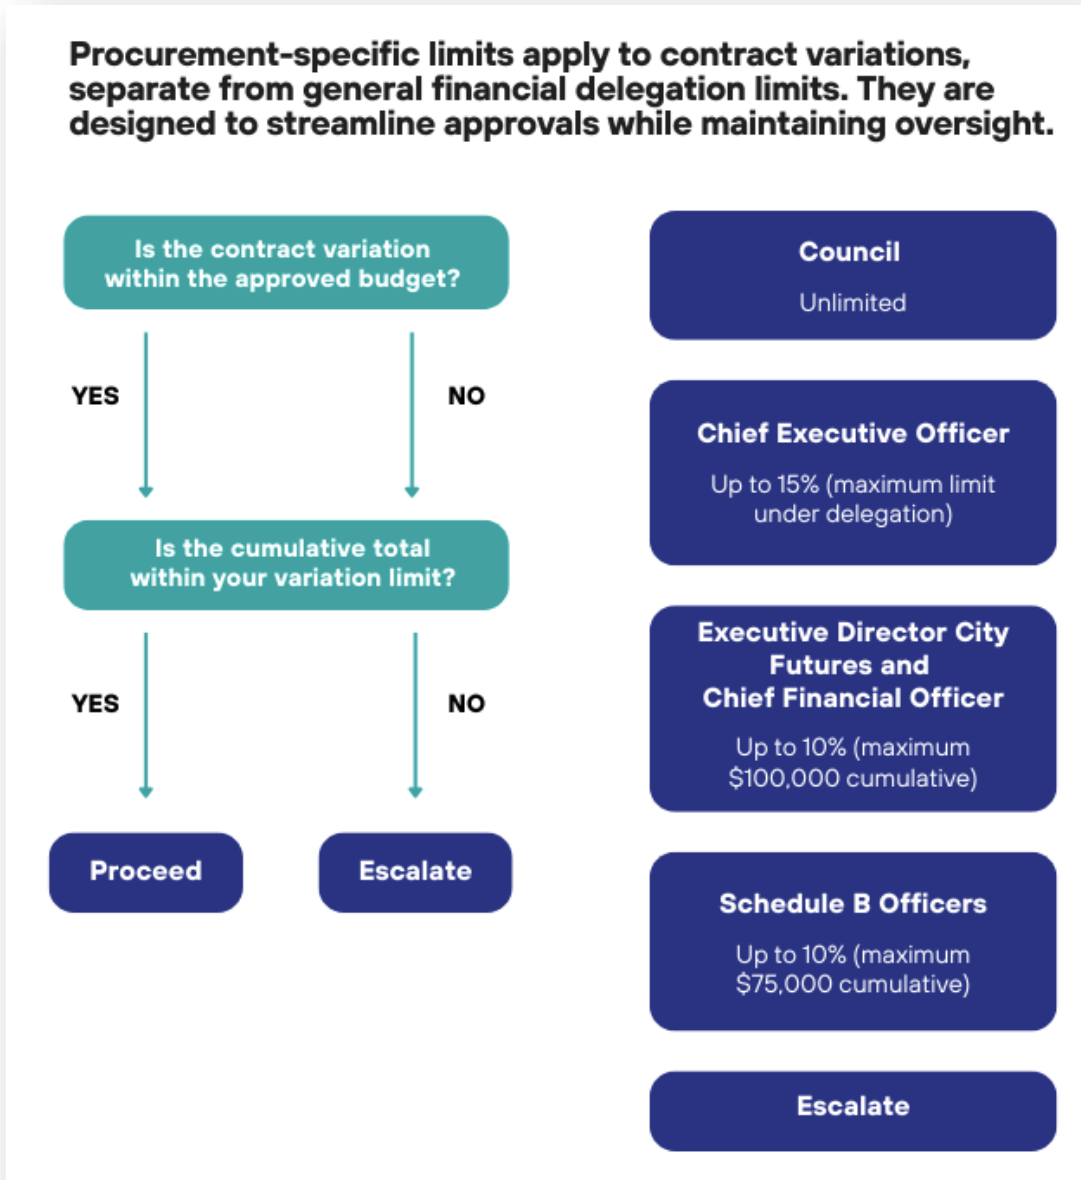 Procurement-specific limits apply to contract variations,
separate from general financial delegation limits. They are
designed to streamline approvals while maintaining oversight.
Is the contract variation
within the approved budget?
YES
NO
Is the cumulative total
within your variation limit?
YES
NO
Proceed
Escalate
Council
Unlimited
Chief Executive Officer
Up to 15% (maximum limit
under delegation)
Executive Director City
Futures and
Chief Financial Officer
Up to 10% (maximum
$100,000 cumulative)
Schedule B Officers
Up to 10% (maximum
$75,000 cumulative)
Escalate